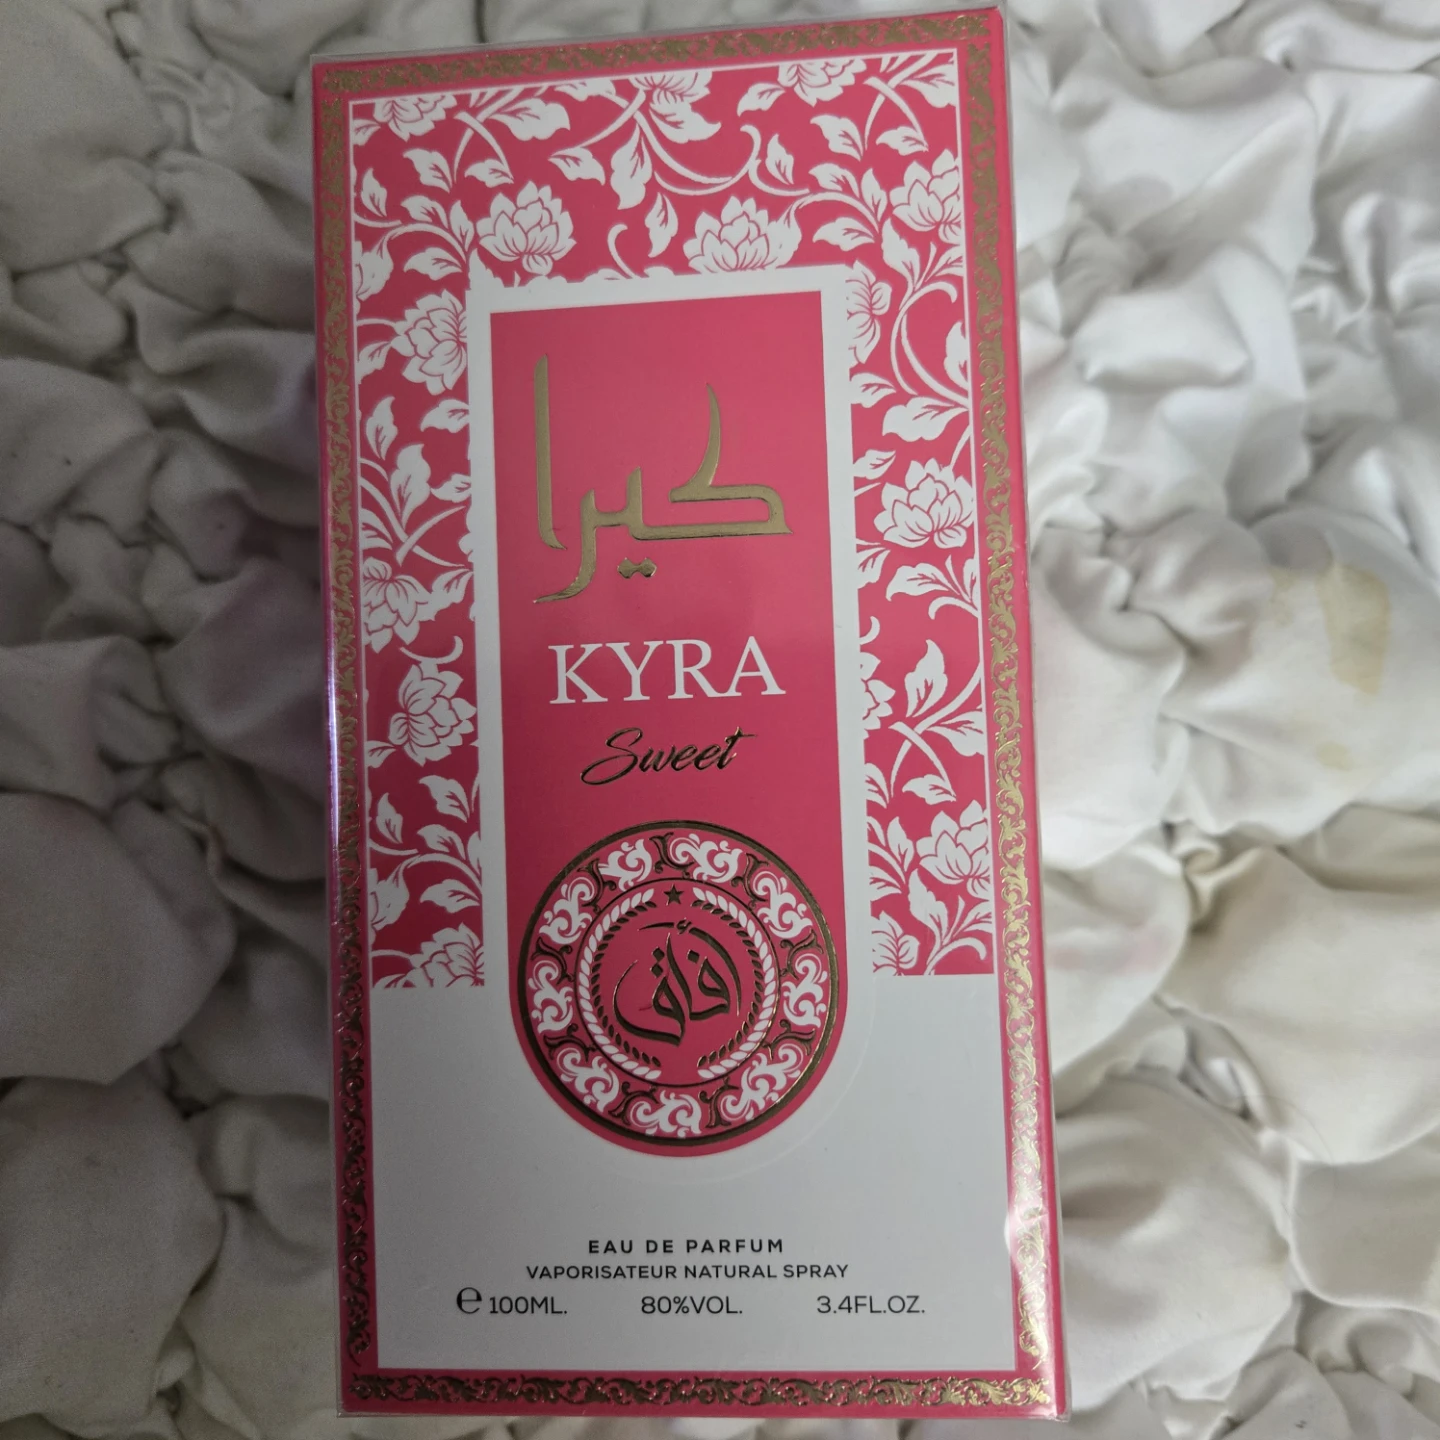 كيرا
KYRA
Sweet
أفاق
EAU DE PARFUM
VAPORISATEUR NATURAL SPRAY
℮ 100ML. 80%VOL. 3.4FL.OZ.